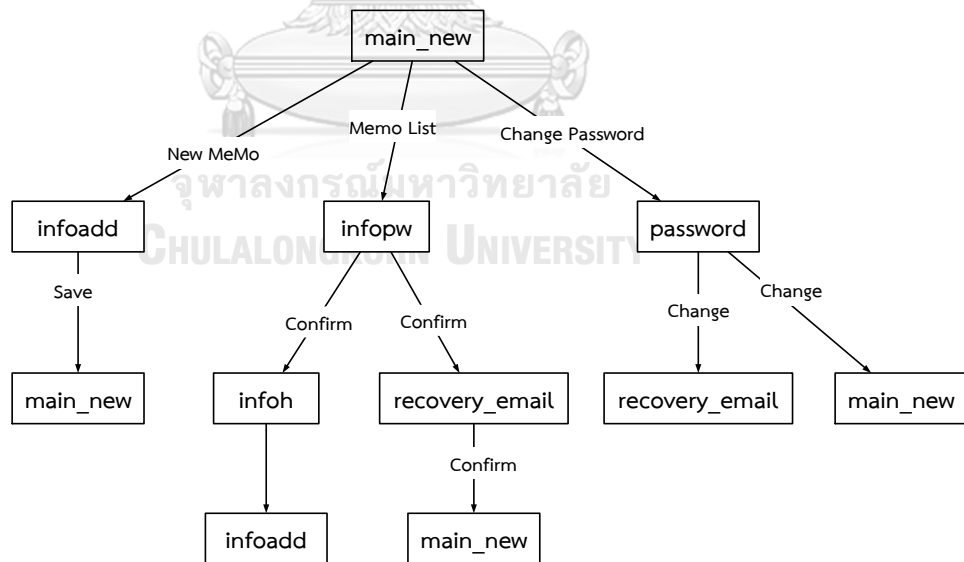 main_new
Memo List
Change Password
New MeMo
จุฬาลงกรณ์มหาวิทยาลัย
infoadd
infopw
password
CHULALONGKORN UNIVERSITY
Save
Change
Change
Confirm
Confirm
main_new
infoh
recovery_email
recovery_email
main_new
Confirm
infoadd
main_new